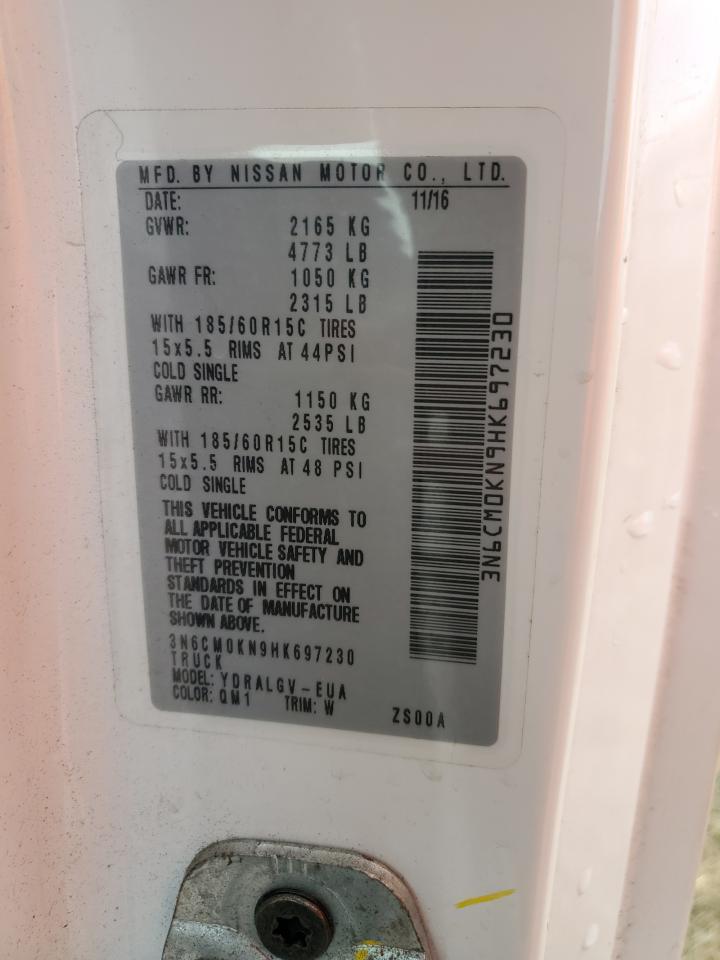 MFD. BY NISSAN MOTOR CO., LTD.
DATE: 11/16
GVWR: 2165 KG
4773 LB
GAWR FR: 1050 KG
2315 LB
WITH 185/60R15C TIRES
15x5.5 RIMS AT 44PSI
COLD SINGLE
GAWR RR: 1150 KG
2535 LB
WITH 185/60R15C TIRES
15x5.5 RIMS AT 48 PSI
COLD SINGLE
THIS VEHICLE CONFORMS TO
ALL APPLICABLE FEDERAL
MOTOR VEHICLE SAFETY AND
THEFT PREVENTION
STANDARDS IN EFFECT ON
THE DATE OF MANUFACTURE
SHOWN ABOVE.
3N6CM0KN9HK697230
TRUCK
MODEL: YDRALGV-EUA
COLOR: QM1 TRIM: W ZS00A
3N6CM0KN9HK697230